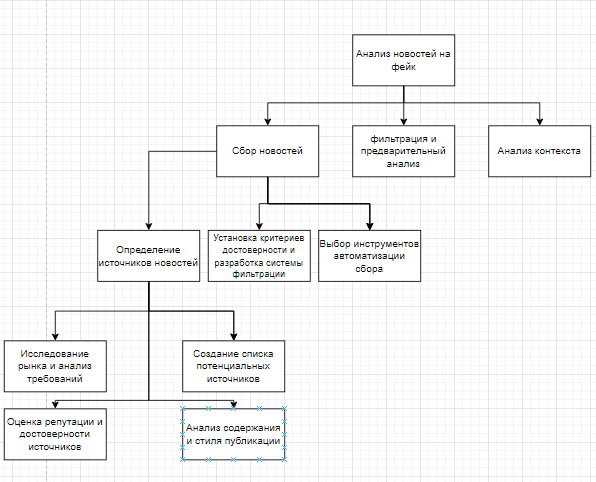 Анализ новостей на
фейк
Сбор новостей
фильтрация и
предварительный
анализ
Анализ контекста
Определение
источников новостей
Установка критериев
достоверности и
разработка системы
фильтрации
Выбор инструментов
автоматизации
сбора
Исследование
рынка и анализ
требований
Создание списка
потенциальных
источников
Оценка репутации и
достоверности
источников
Анализ содержания
и стиля публикации